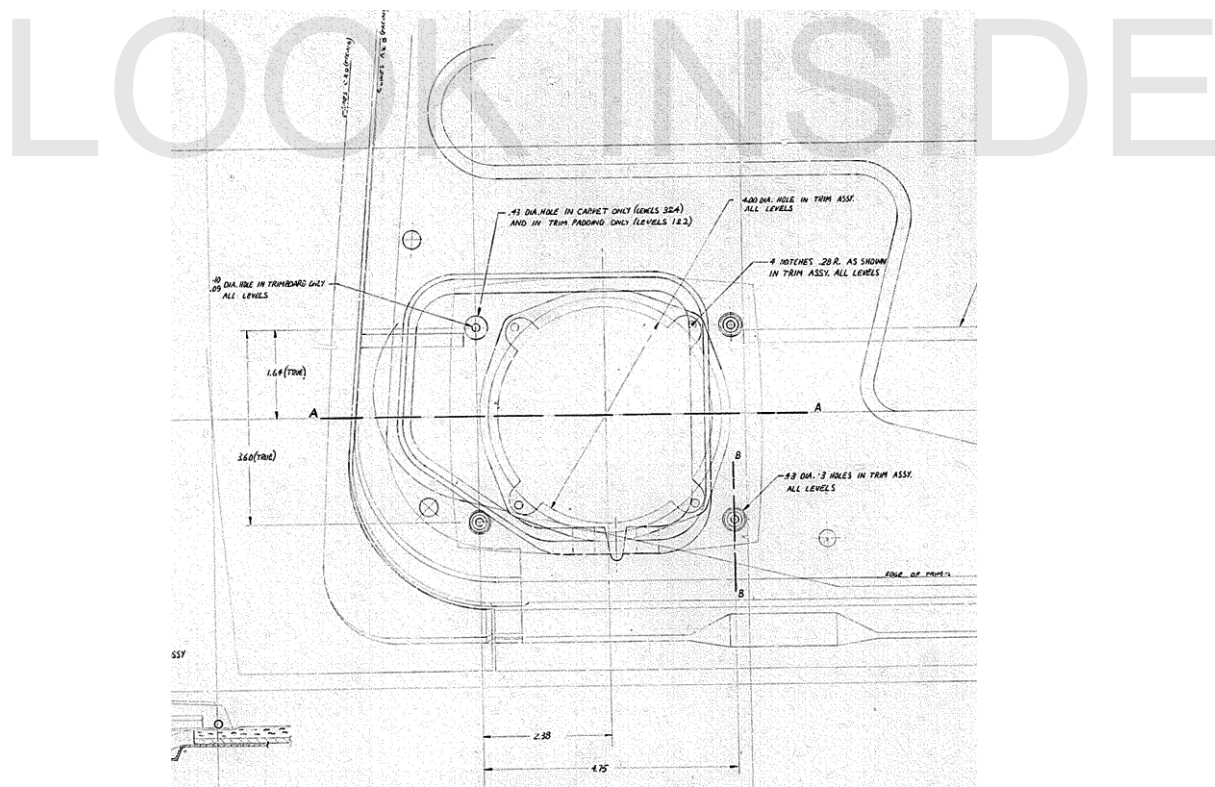 LOOK INSIDE
.43 DIA. HOLE IN CARPET ONLY (LEVELS 3&4)
AND IN TRIM PADDING ONLY (LEVELS 1&2)
4.00 DIA. HOLE IN TRIM ASSY.
ALL LEVELS
4 NOTCHES .28 R. AS SHOWN
IN TRIM ASSY. ALL LEVELS
.10
.09 DIA. HOLE IN TRIMBOARD ONLY
ALL LEVELS
1.64 (TRUE)
A
A
3.60 (TRUE)
B
DIA. 3 HOLES IN TRIM ASSY.
ALL LEVELS
EDGE OF TRIM
B
SSY
2.38
4.75